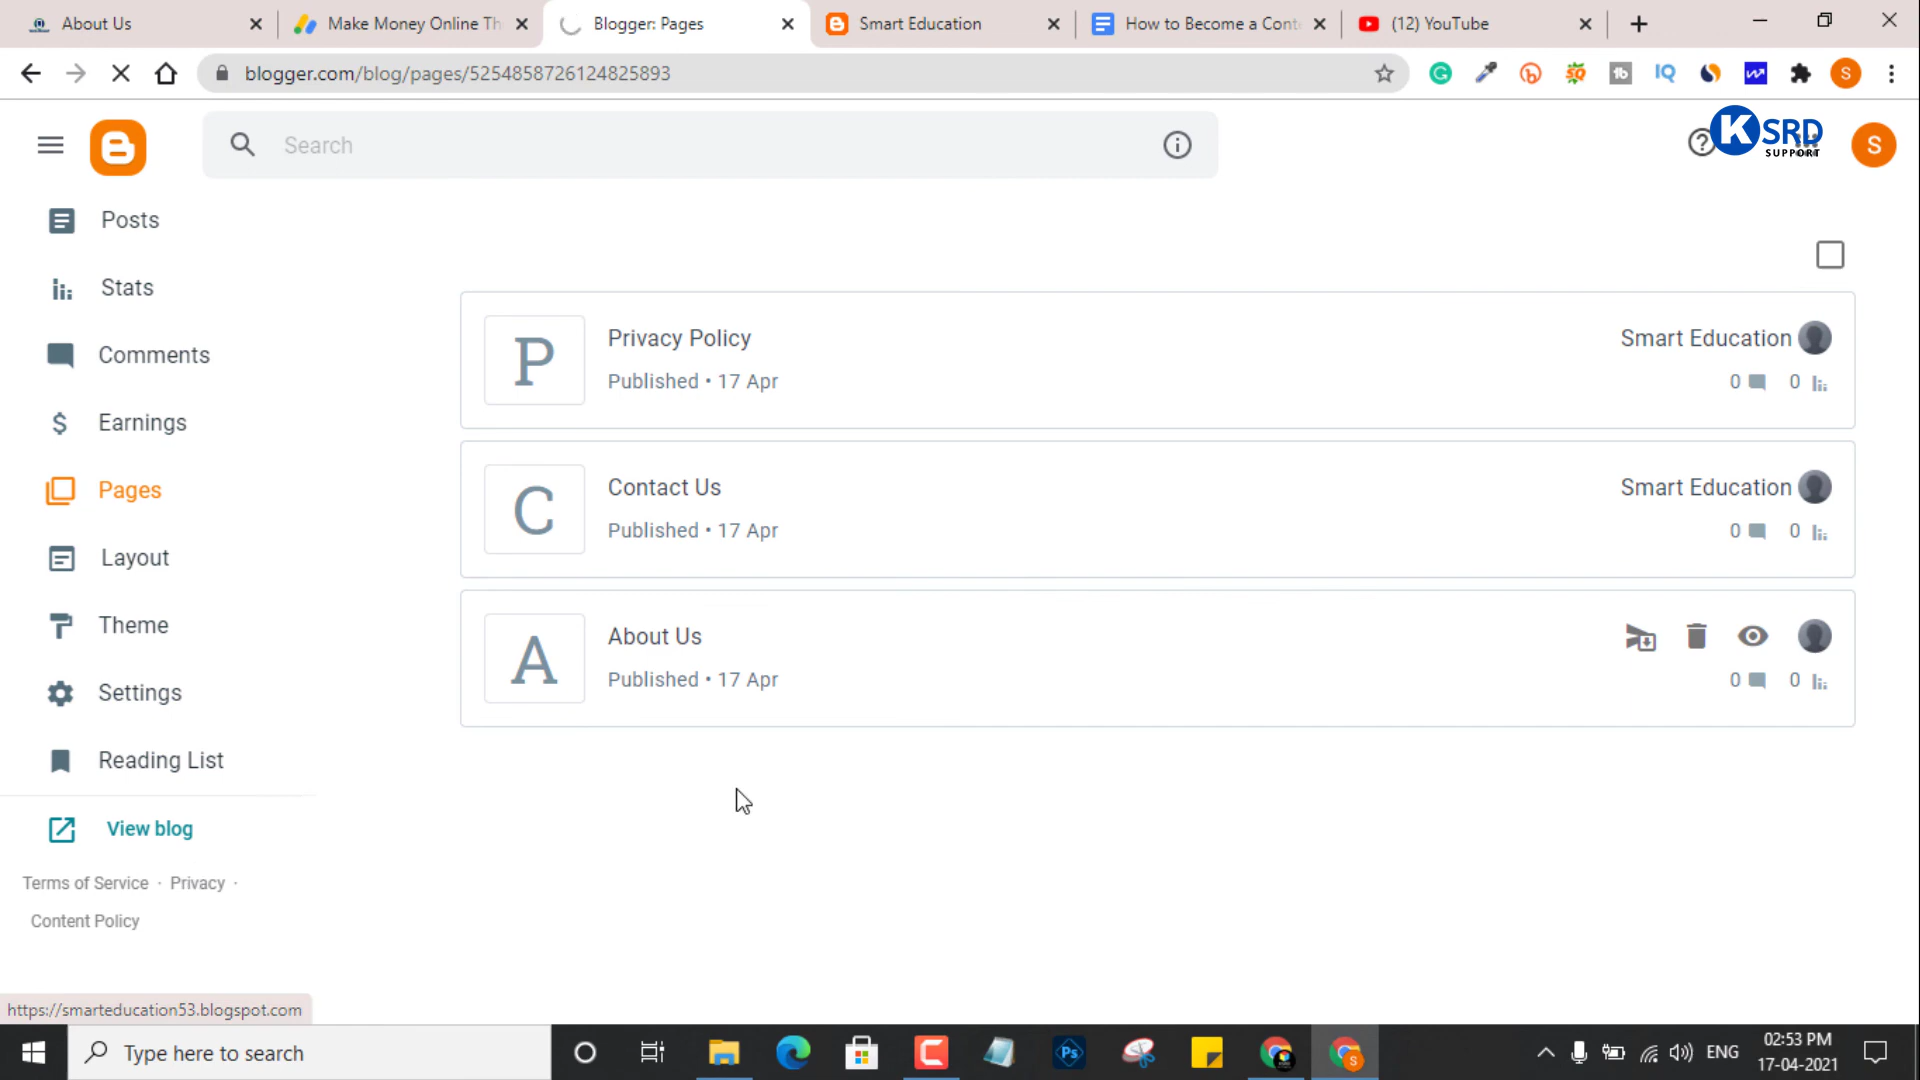 About Us
Make Money Online Th
Blogger: Pages
Smart Education
How to Become a Cont
(12) YouTube
blogger.com/blog/pages/5254858726124825893
Search
KSRD
SUPPORT
S
Posts
Stats
Comments
Earnings
Pages
Layout
Theme
Settings
Reading List
View blog
Terms of Service · Privacy ·
Content Policy
P
Privacy Policy
Published • 17 Apr
Smart Education
0 0
C
Contact Us
Published • 17 Apr
Smart Education
0 0
A
About Us
Published • 17 Apr
0 0
https://smarteducation53.blogspot.com
Type here to search
Ps
ENG
02:53 PM
17-04-2021